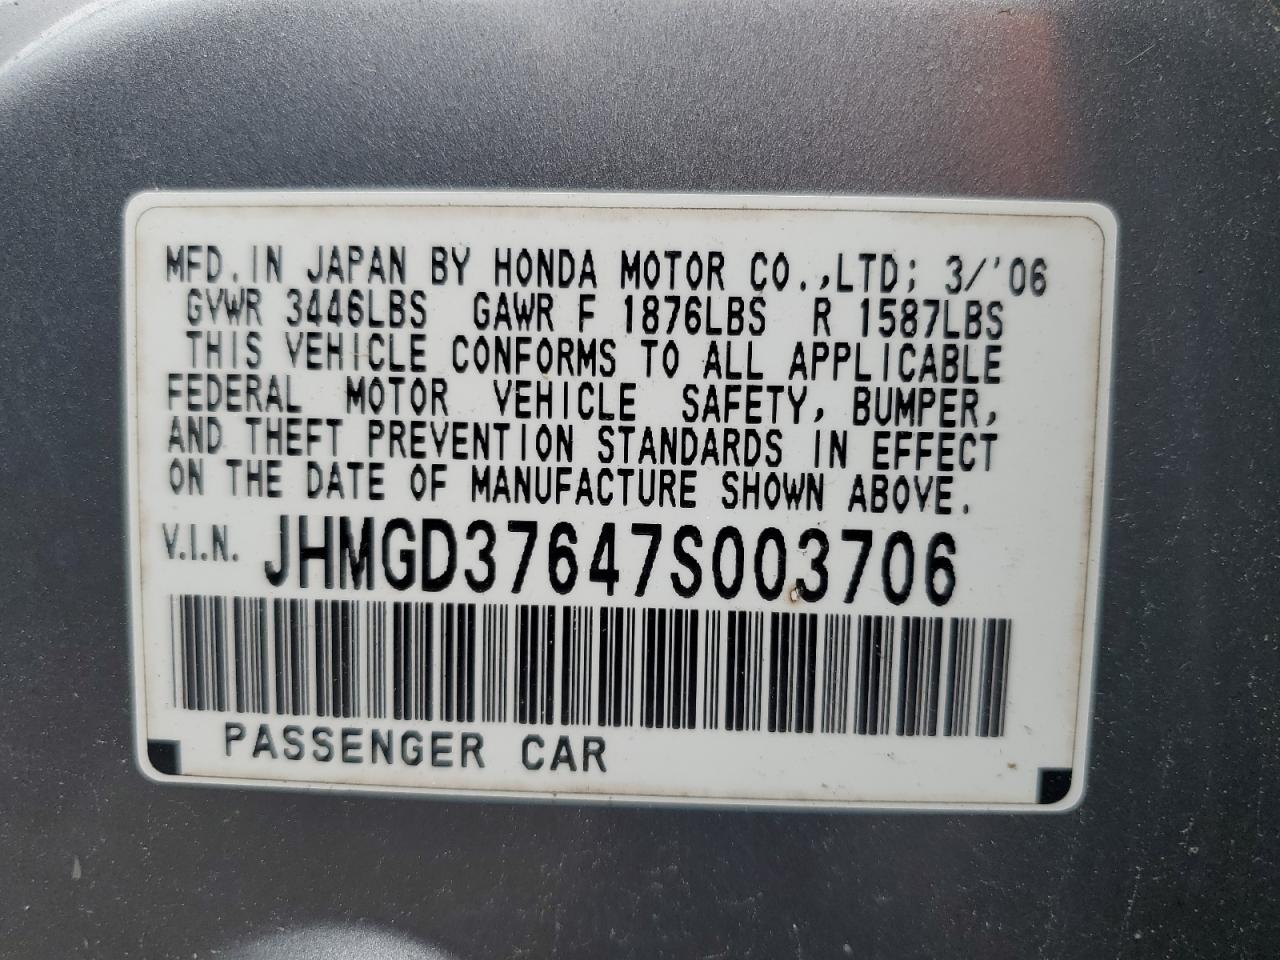 MFD. IN JAPAN BY HONDA MOTOR CO.,LTD; 3/'06
GVWR 3446LBS GAWR F 1876LBS R 1587LBS
THIS VEHICLE CONFORMS TO ALL APPLICABLE
FEDERAL MOTOR VEHICLE SAFETY, BUMPER,
AND THEFT PREVENTION STANDARDS IN EFFECT
ON THE DATE OF MANUFACTURE SHOWN ABOVE.
V.I.N. JHMGD37647S003706
PASSENGER CAR